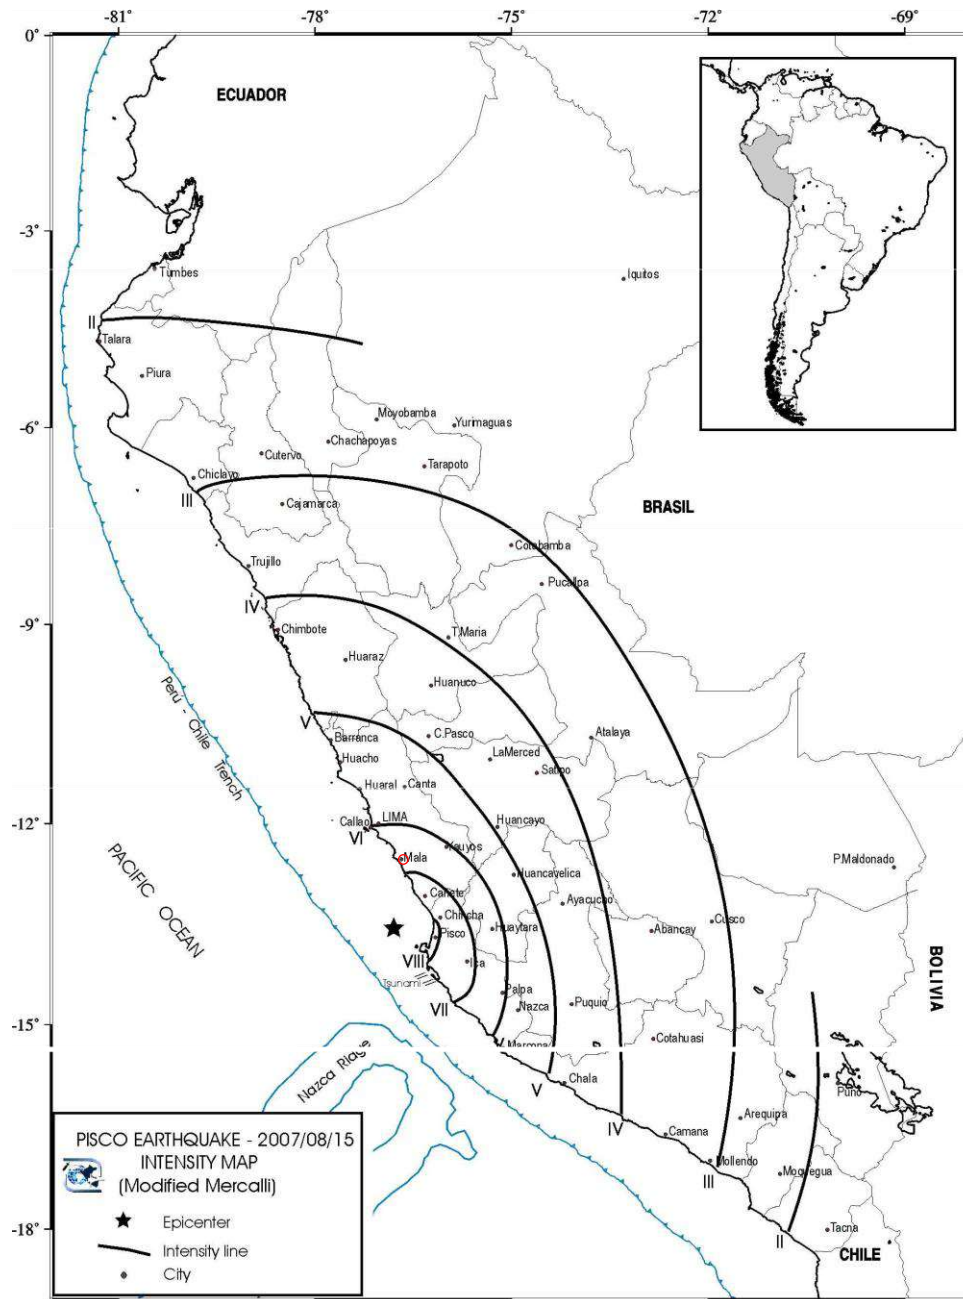 -81° -78° -75° -72° -69°
0°
ECUADOR
-3°
Tumbes
Iquitos
II
Talara
Piura
-6°
Moyobamba
Yurimaguas
Chachapoyas
Cutervo
Tarapoto
Chiclayo
III
Cajamarca
BRASIL
Cotabamba
Trujillo
Pucallpa
IV
-9°
Chimbote
T.Maria
Huaraz
Huanuco
Perú - Chile Trench
V
Barranca
C.Pasco
Atalaya
Huacho
LaMerced
Satipo
Huaral
Canta
-12°
Callao
LIMA
Huancayo
VI
Yauyos
Mala
P.Maldonado
Huancavelica
Cañete
Ayacucho
PACIFIC OCEAN
Chincha
Cusco
Pisco
Huaytara
Abancay
VIII
Ica
BOLIVIA
Tsunami
Palpa
VII
Nazca
Puquio
-15°
Cotahuasi
Marcona
Nazca Ridge
Chala
V
Puno
IV
Camana
Arequipa
Mollendo
III
Moquegua
II
Tacna
-18°
CHILE
PISCO EARTHQUAKE - 2007/08/15
INTENSITY MAP
(Modified Mercalli)
Epicenter
Intensity line
City